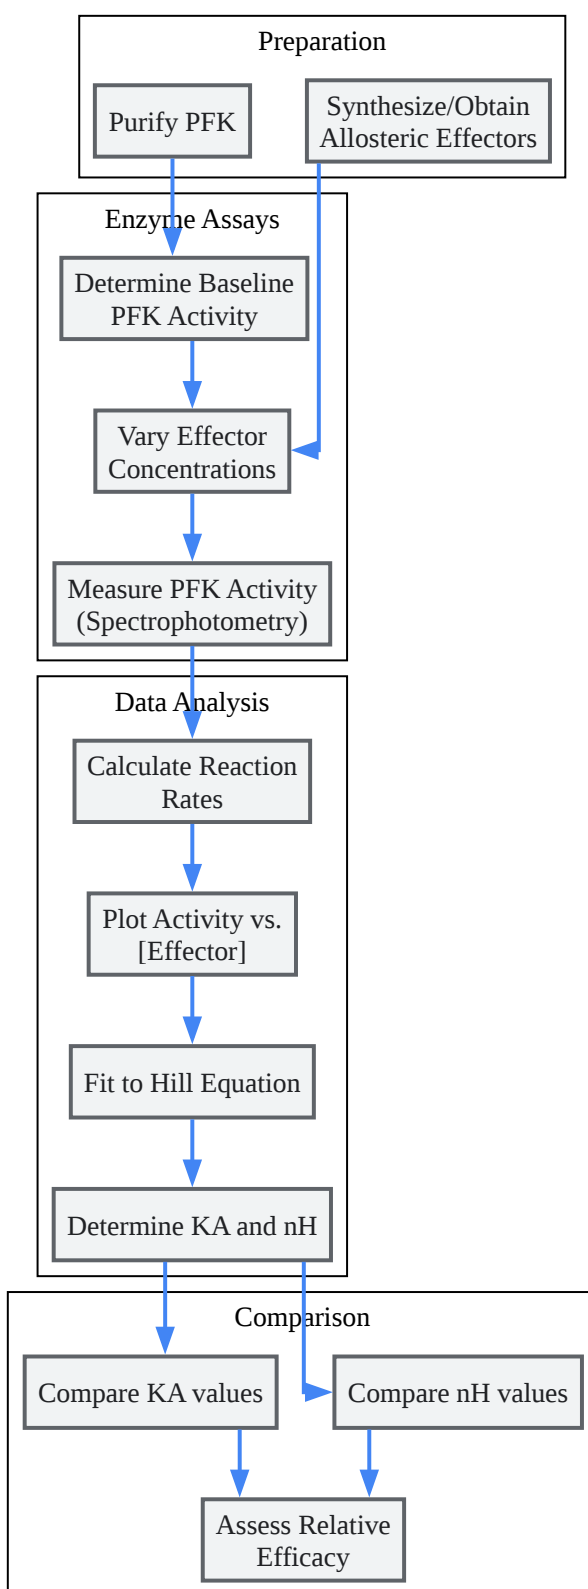 Preparation
Purify PFK
Synthesize/Obtain
Allosteric Effectors
Enzyme Assays
Determine Baseline
PFK Activity
Vary Effector
Concentrations
Measure PFK Activity
(Spectrophotometry)
Data Analysis
Calculate Reaction
Rates
Plot Activity vs.
[Effector]
Fit to Hill Equation
Determine KA and nH
Comparison
Compare KA values
Compare nH values
Assess Relative
Efficacy